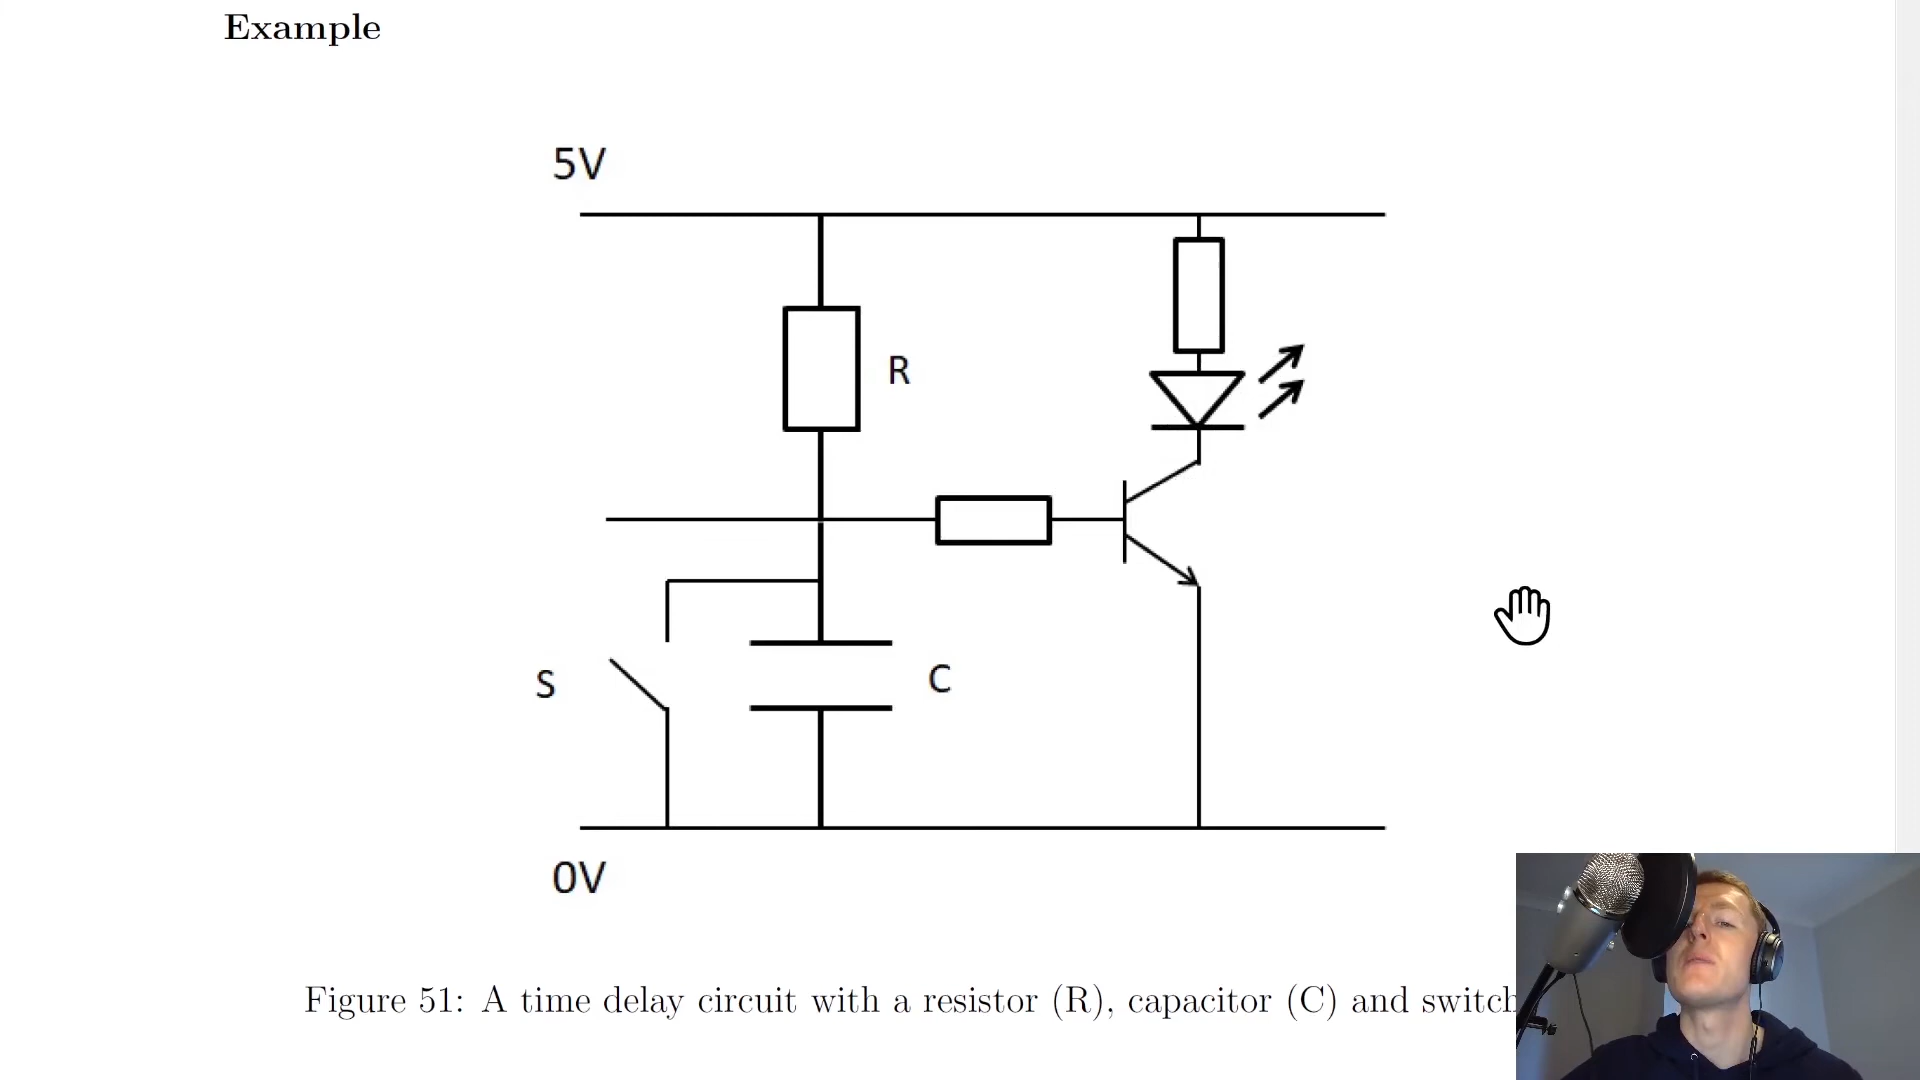 Example
5V
R
S
C
0V
Figure 51: A time delay circuit with a resistor (R), capacitor (C) and switch